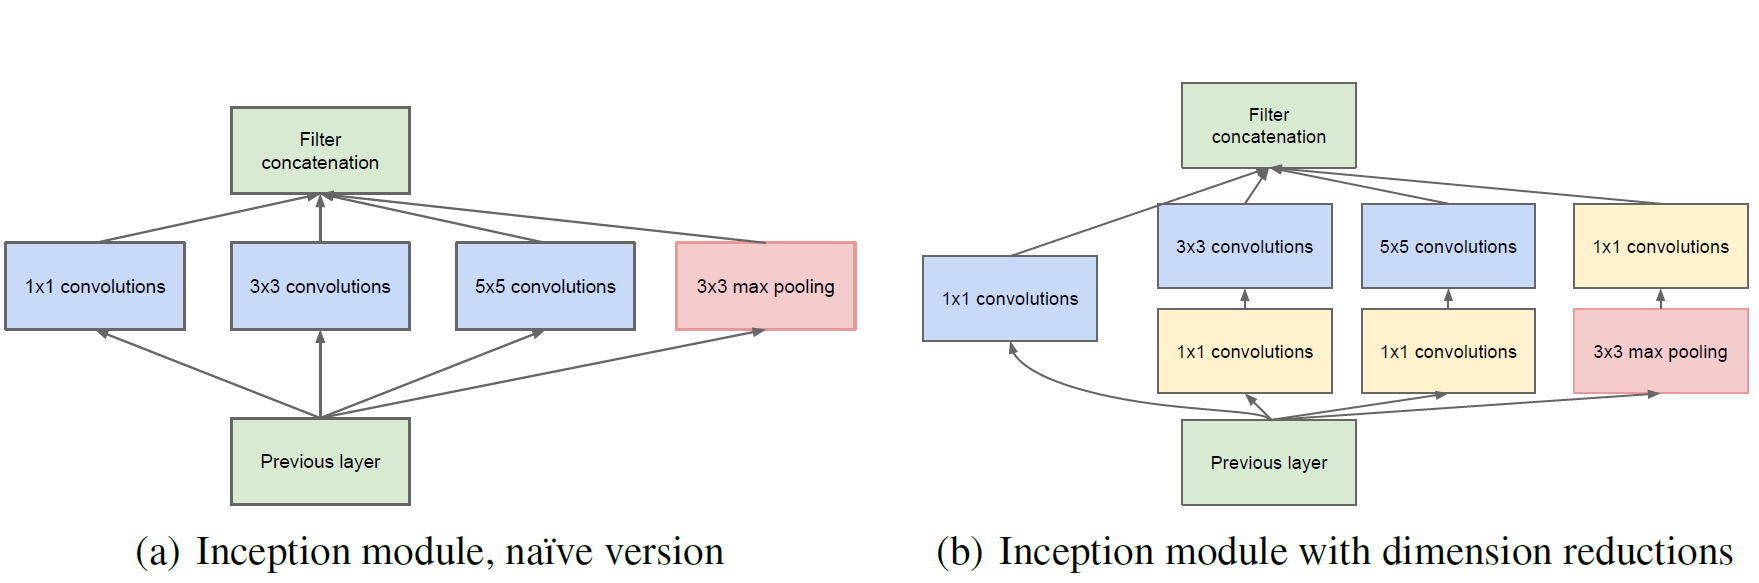 Filter
concatenation
1x1 convolutions
3x3 convolutions
5x5 convolutions
3x3 max pooling
Previous layer
(a) Inception module, naïve version
Filter
concatenation
3x3 convolutions
5x5 convolutions
1x1 convolutions
1x1 convolutions
1x1 convolutions
1x1 convolutions
3x3 max pooling
Previous layer
(b) Inception module with dimension reductions